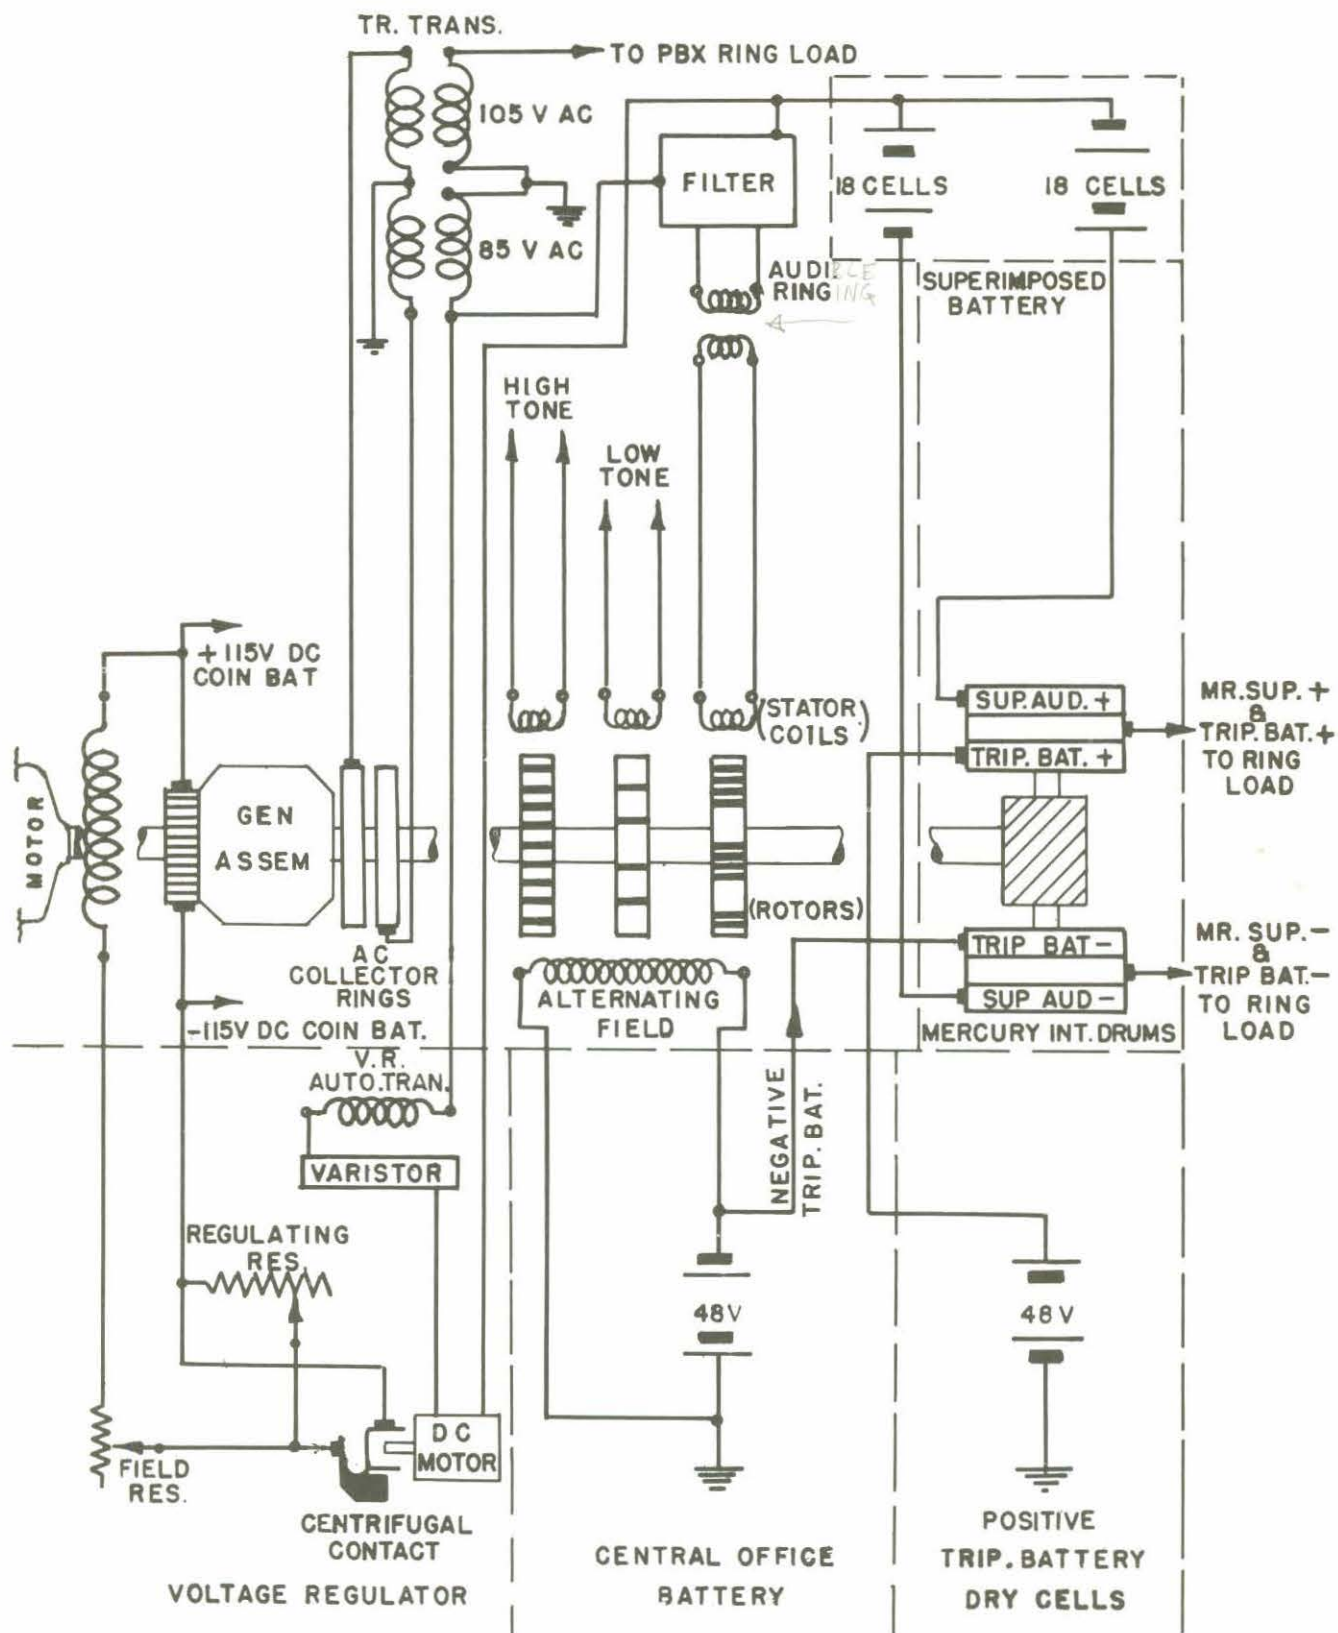 TR. TRANS.
TO PBX RING LOAD
105 V AC
FILTER
18 CELLS
18 CELLS
85 V AC
AUDIBLE
RING ING
SUPERIMPOSED
BATTERY
HIGH
TONE
LOW
TONE
+115V DC
COIN BAT
(STATOR
COILS)
SUP. AUD. +
TRIP. BAT. +
MR. SUP. +
&
TRIP. BAT. +
TO RING
LOAD
MOTOR
GEN
ASSEM
(ROTORS)
AC
COLLECTOR
RINGS
-115V DC COIN BAT.
ALTERNATING
FIELD
TRIP BAT -
SUP AUD -
MERCURY INT. DRUMS
MR. SUP. -
&
TRIP BAT. -
TO RING
LOAD
V.R.
AUTO. TRAN.
VARISTOR
NEGATIVE
TRIP. BAT.
REGULATING
RES.
48V
48V
DC
MOTOR
FIELD
RES.
CENTRIFUGAL
CONTACT
VOLTAGE REGULATOR
CENTRAL OFFICE
BATTERY
POSITIVE
TRIP. BATTERY
DRY CELLS